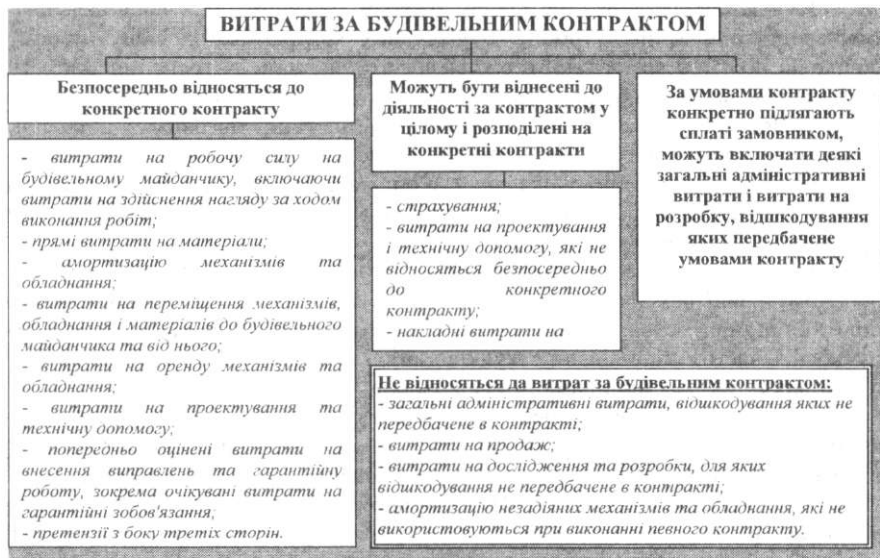 ВИТРАТИ ЗА БУДІВЕЛЬНИМ КОНТРАКТОМ
Безпосередньо відносяться до
конкретного контракту
- витрати на робочу силу на
будівельному майданчику, включаючи
витрати на здійснення нагляду за ходом
виконання робіт;
- прямі витрати на матеріали;
- амортизацію механізмів та
обладнання;
- витрати на переміщення механізмів,
обладнання і матеріалів до будівельного
майданчика та від нього;
- витрати на оренду механізмів та
обладнання;
- витрати на проектування та
технічну допомогу;
- попередньо оцінені витрати на
внесення виправлень та гарантійну
роботу, зокрема очікувані витрати на
гарантійні зобов'язання;
- претензії з боку третіх сторін.
Можуть бути віднесені до
діяльності за контрактом у
цілому і розподілені на
конкретні контракти
- страхування;
- витрати на проектування
і технічну допомогу, які не
відносяться безпосередньо
до конкретного
контракту;
- накладні витрати на
За умовами контракту
конкретно підлягають
сплаті замовником,
можуть включати деякі
загальні адміністративні
витрати і витрати на
розробку, відшкодування
яких передбачене
умовами контракту
Не відносяться да витрат за будівельним контрактом:
- загальні адміністративні витрати, відшкодування яких не
передбачене в контракті;
- витрати на продаж;
- витрати на дослідження та розробки, для яких
відшкодування не передбачене в контракті;
- амортизацію незадіяних механізмів та обладнання, які не
використовуються при виконанні певного контракту.